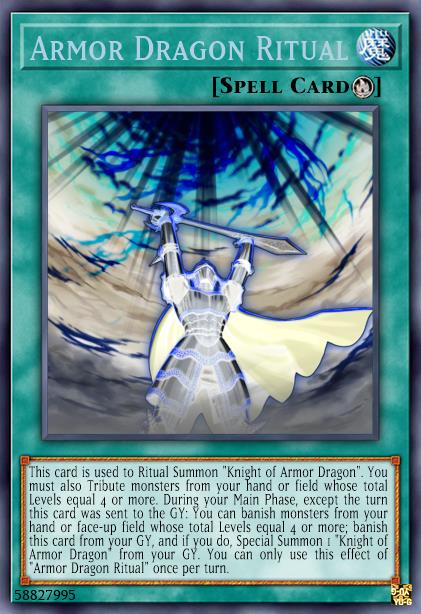 Armor Dragon Ritual
魔
[Spell Card]
This card is used to Ritual Summon "Knight of Armor Dragon". You
must also Tribute monsters from your hand or field whose total
Levels equal 4 or more. During your Main Phase, except the turn
this card was sent to the GY: You can banish monsters from your
hand or face-up field whose total Levels equal 4 or more; banish
this card from your GY, and if you do, Special Summon 1 "Knight of
Armor Dragon" from your GY. You can only use this effect of
"Armor Dragon Ritual" once per turn.
58827995